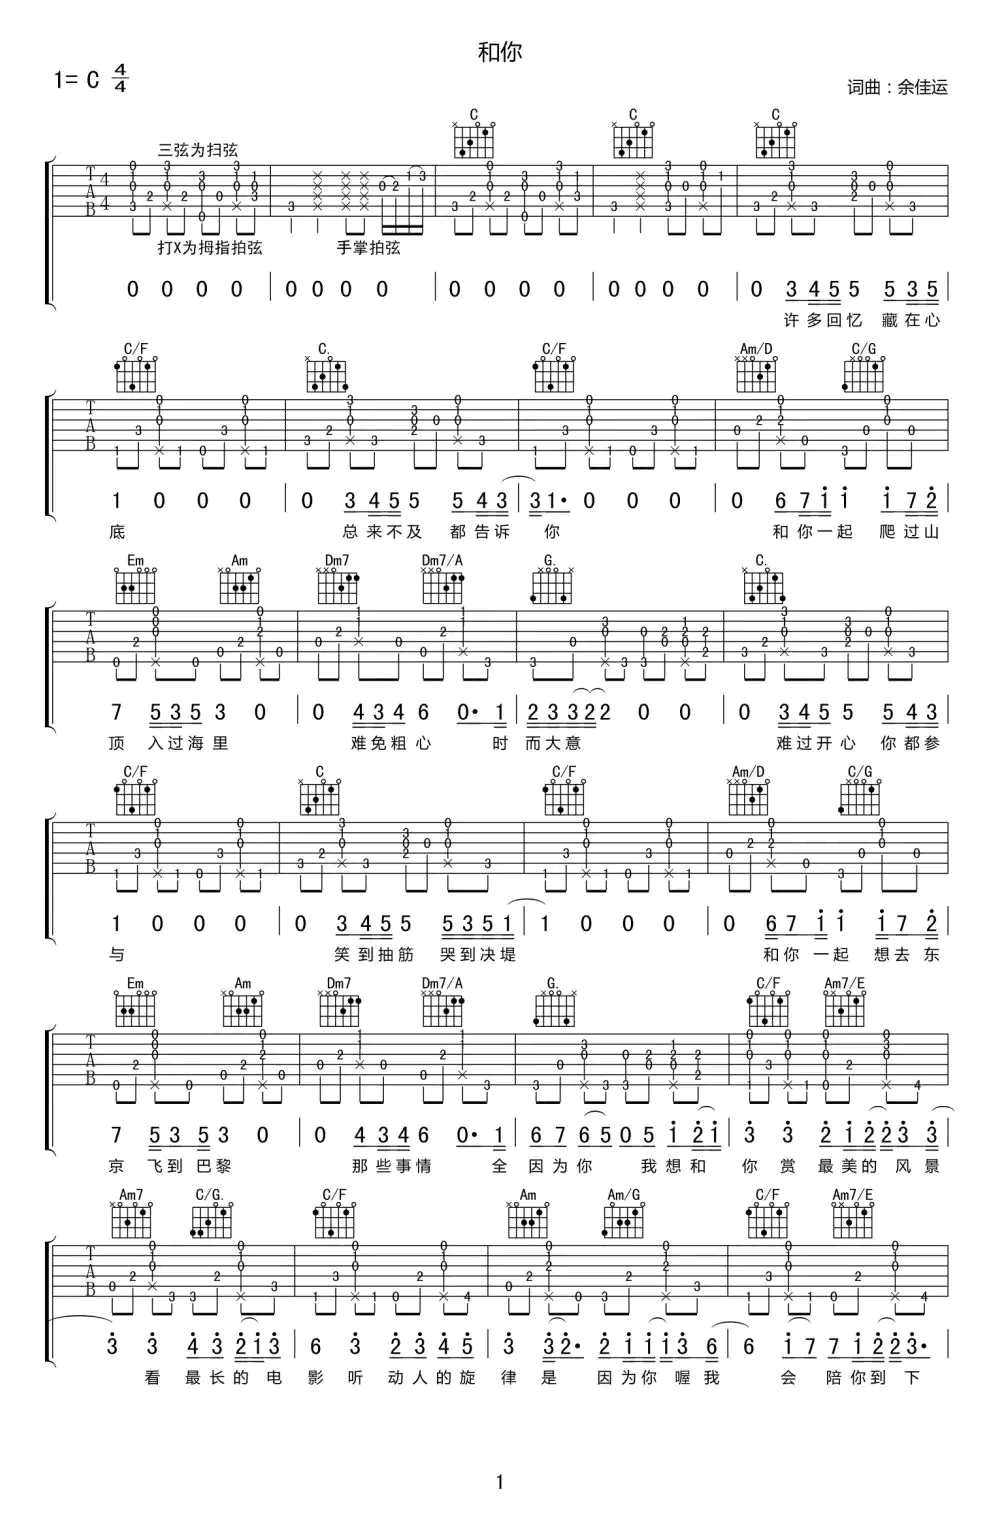 和你
1= C 4/4
词曲：余佳运
C C C
三弦为扫弦
打X为拇指拍弦 手掌拍弦
0 0 0 0 | 0 0 0 0 | 0 0 0 0 | 0 0 0 0 | 0 3 4 5 5 5 3 5 |
许多回忆 藏在心
C/F C. C/F Am/D C/G
1 0 0 0 | 0 3 4 5 5 5 4 3 | 3 1• 0 0 0 | 0 6 7 1 1 1 7 2 |
底 总来不及 都告诉 你 和你一起 爬过山
Em Am Dm7 Dm7/A G. C.
7 5 3 5 3 0 | 0 4 3 4 6 0• 1 | 2 3 3 2 2 0 0 | 0 3 4 5 5 5 4 3 |
顶 入过海里 难免粗心 时 而大意 难过开心 你都参
C/F C C/F Am/D C/G
1 0 0 0 | 0 3 4 5 5 5 3 5 1 | 1 0 0 0 | 0 6 7 1 1 1 7 2 |
与 笑到抽筋 哭到决堤 和你一起 想去东
Em Am Dm7 Dm7/A G. C/F Am7/E
7 5 3 5 3 0 | 0 4 3 4 6 0• 1 | 6 7 6 5 0 5 1 2 1 | 3 3 2 1 2 2 3 3 |
京 飞到巴黎 那些事情 全 因为你 我想和 你赏 最美的 风景
Am7 C/G. C/F Am Am/G C/F Am7/E
3 3 4 3 2 1 3 | 6 3 2 3 4 5 | 3 3 2• 2 1 1 3 6 | 6 1 7 7 1 2 2 3• |
看 最长的电 影听动人的旋 律是 因为你喔我 会 陪你到下
1